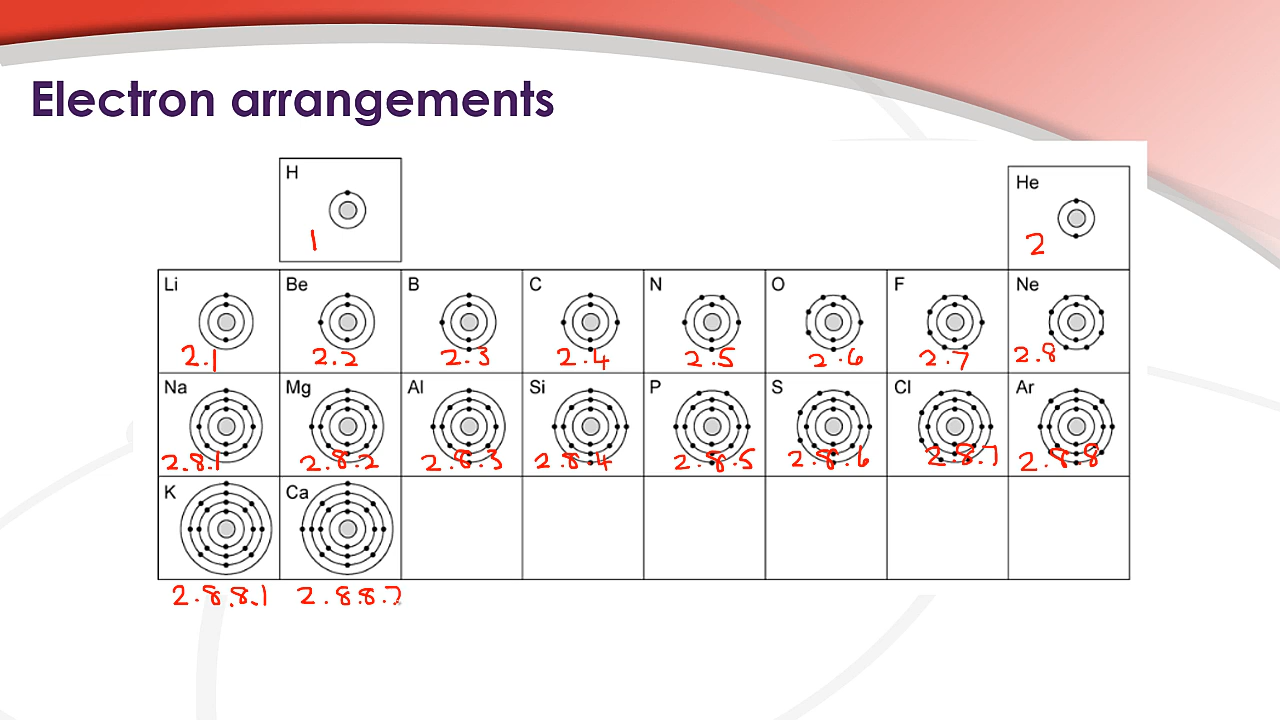 Electron arrangements
H
He
1
2
Li Be B C N O F Ne
2.1 2.2 2.3 2.4 2.5 2.6 2.7 2.8
Na Mg Al Si P S Cl Ar
2.8.1 2.8.2 2.8.3 2.8.4 2.8.5 2.8.6 2.8.7 2.8.8
K Ca
2.8.8.1 2.8.8.2